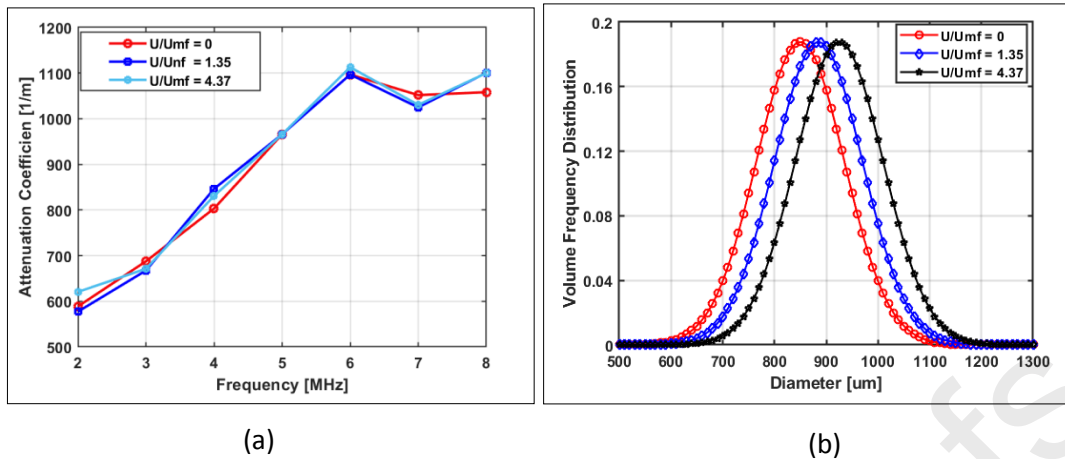 1200
1100
1000
900
800
700
600
500
Attenuation Coefficien [1/m]
U/Umf = 0
U/Unf = 1.35
U/Umf = 4.37
2 3 4 5 6 7 8
Frequency [MHz]
(a)
0.2
0.16
0.12
0.08
0.04
0
Volume Frequency Distribution
U/Umf = 0
U/Umf = 1.35
U/Umf = 4.37
500 600 700 800 900 1000 1100 1200 1300
Diameter [um]
(b)
fs